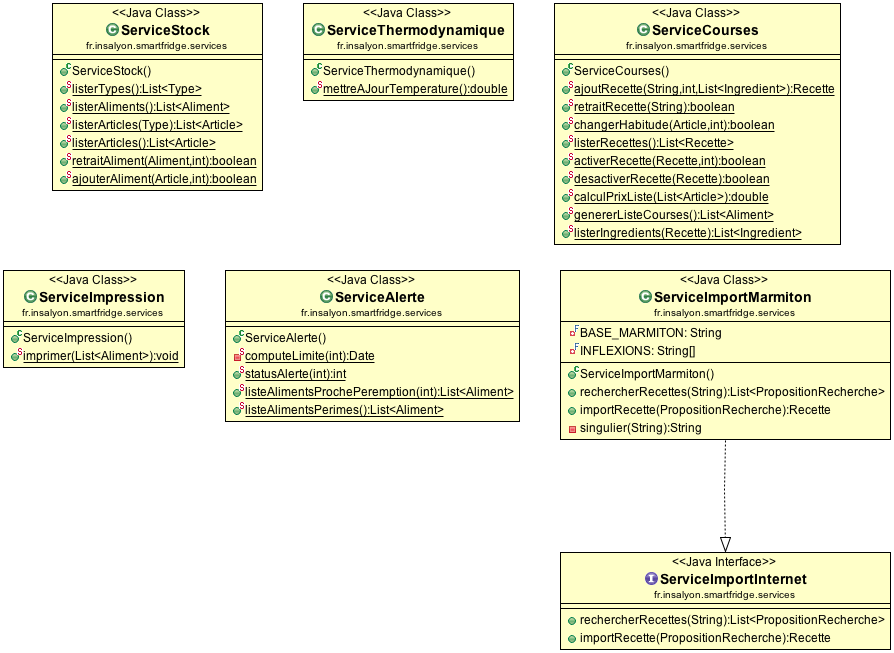 <<Java Class>>
ServiceStock
fr.insalyon.smartfridge.services
ServiceStock()
listerTypes():List<Type>
listerAliments():List<Aliment>
listerArticles(Type):List<Article>
listerArticles():List<Article>
retraitAliment(Aliment,int):boolean
ajouterAliment(Article,int):boolean
<<Java Class>>
ServiceThermodynamique
fr.insalyon.smartfridge.services
ServiceThermodynamique()
mettreAJourTemperature():double
<<Java Class>>
ServiceCourses
fr.insalyon.smartfridge.services
ServiceCourses()
ajoutRecette(String,int,List<Ingredient>):Recette
retraitRecette(String):boolean
changerHabitude(Article,int):boolean
listerRecettes():List<Recette>
activerRecette(Recette,int):boolean
desactiverRecette(Recette):boolean
calculPrixListe(List<Article>):double
genererListeCourses():List<Aliment>
listerIngredients(Recette):List<Ingredient>
<<Java Class>>
ServiceImpression
fr.insalyon.smartfridge.services
ServiceImpression()
imprimer(List<Aliment>):void
<<Java Class>>
ServiceAlerte
fr.insalyon.smartfridge.services
ServiceAlerte()
computeLimite(int):Date
statusAlerte(int):int
listeAlimentsProchePeremption(int):List<Aliment>
listeAlimentsPerimes():List<Aliment>
<<Java Class>>
ServiceImportMarmiton
fr.insalyon.smartfridge.services
BASE_MARMITON: String
INFLEXIONS: String[]
ServiceImportMarmiton()
rechercherRecettes(String):List<PropositionRecherche>
importRecette(PropositionRecherche):Recette
singulier(String):String
<<Java Interface>>
ServiceImportInternet
fr.insalyon.smartfridge.services
rechercherRecettes(String):List<PropositionRecherche>
importRecette(PropositionRecherche):Recette